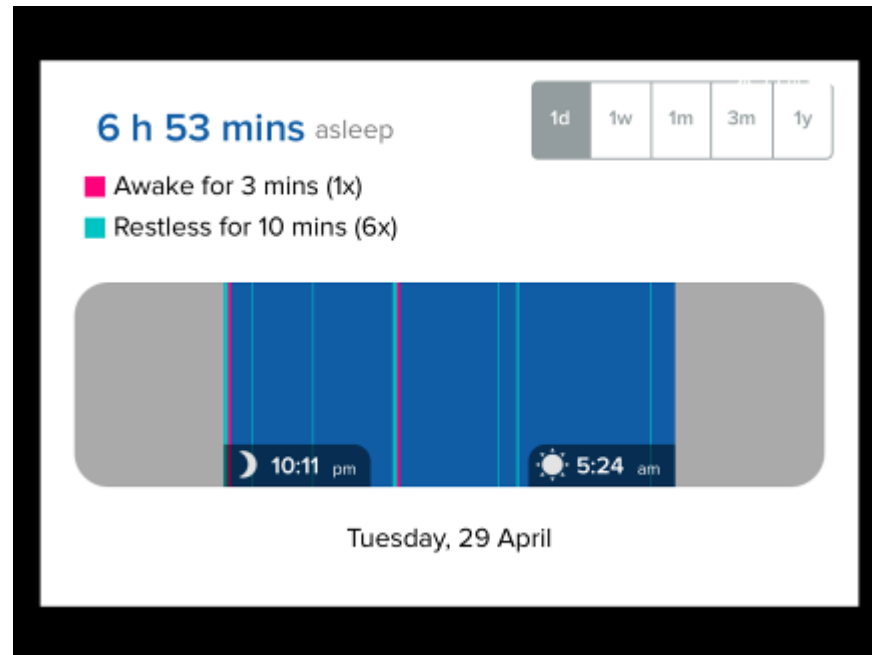 6 h 53 mins asleep
1d 1w 1m 3m 1y
Awake for 3 mins (1x)
Restless for 10 mins (6x)
10:11 pm
5:24 am
Tuesday, 29 April